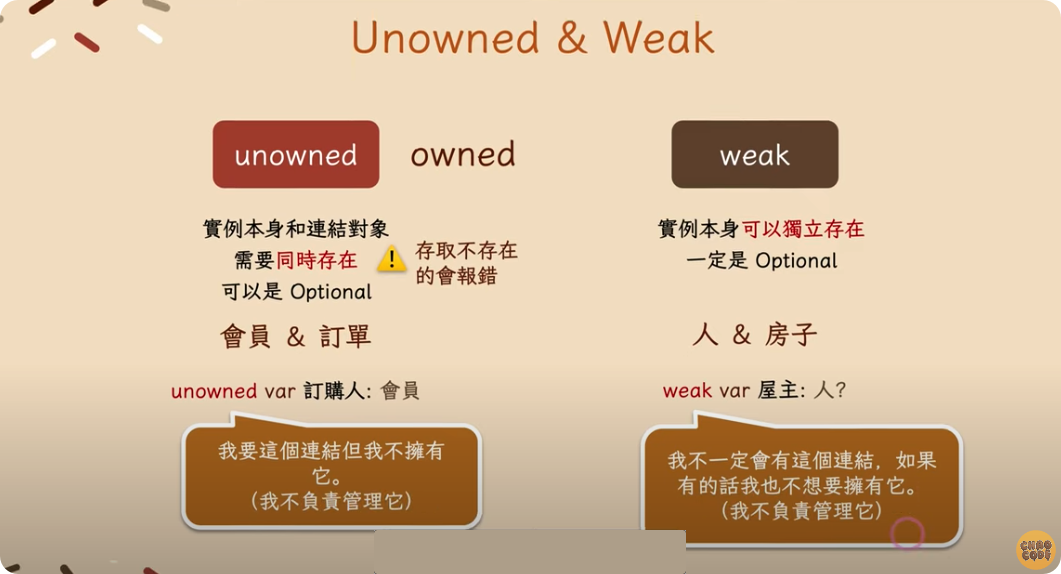 Unowned & Weak
unowned
owned
實例本身和連結對象
需要同時存在
可以是 Optional
存取不存在
的會報錯
會員 & 訂單
unowned var 訂購人: 會員
我要這個連結但我不擁有
它。
(我不負責管理它)
weak
實例本身可以獨立存在
一定是 Optional
人 & 房子
weak var 屋主: 人?
我不一定會有這個連結，如果
有的話我也不想要擁有它。
(我不負責管理它)
CHAO
CODE